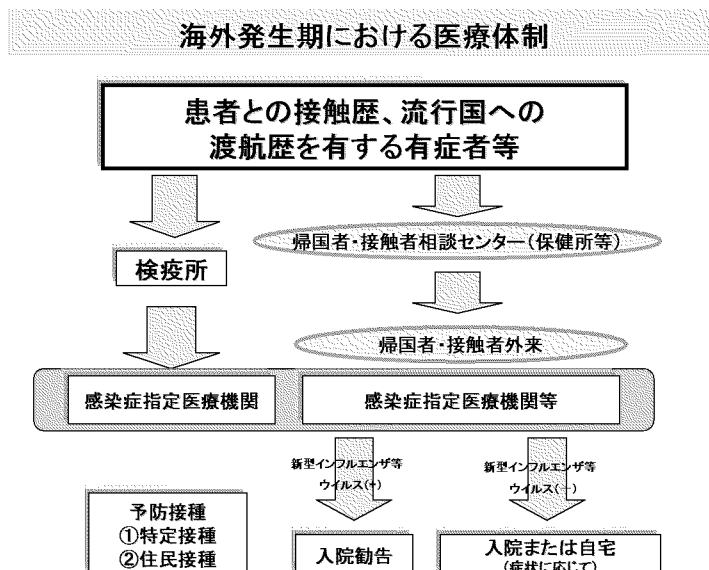 海外発生期における医療体制
患者との接触歴、流行国への
渡航歴を有する有症者等
帰国者・接触者相談センター(保健所等)
検疫所
帰国者・接触者外来
感染症指定医療機関
感染症指定医療機関等
新型インフルエンザ等
ウイルス(+)
新型インフルエンザ等
ウイルス(－)
予防接種
①特定接種
②住民接種
入院勧告
入院または自宅
(症状に応じて)